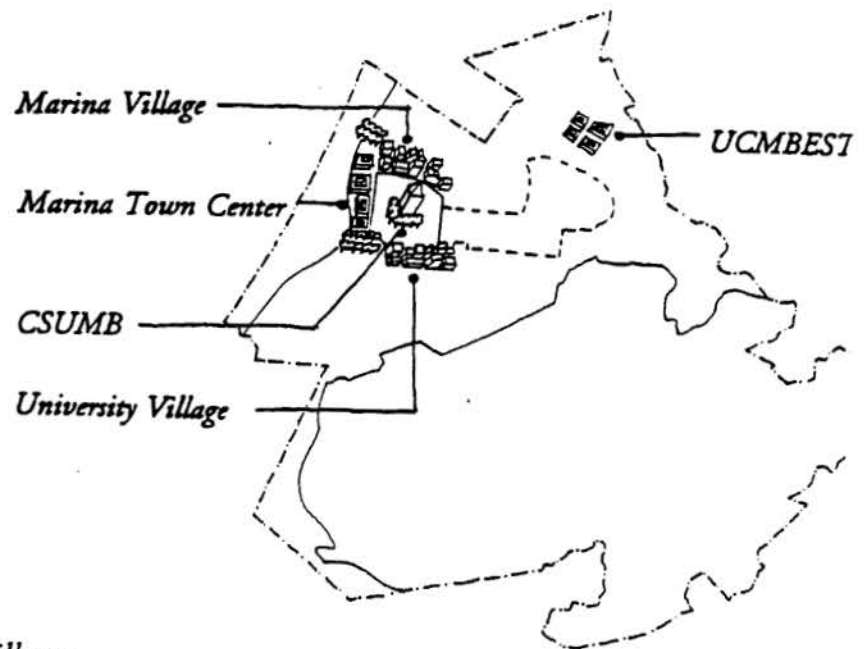 Marina Village
UCMBEST
Marina Town Center
CSUMB
University Village